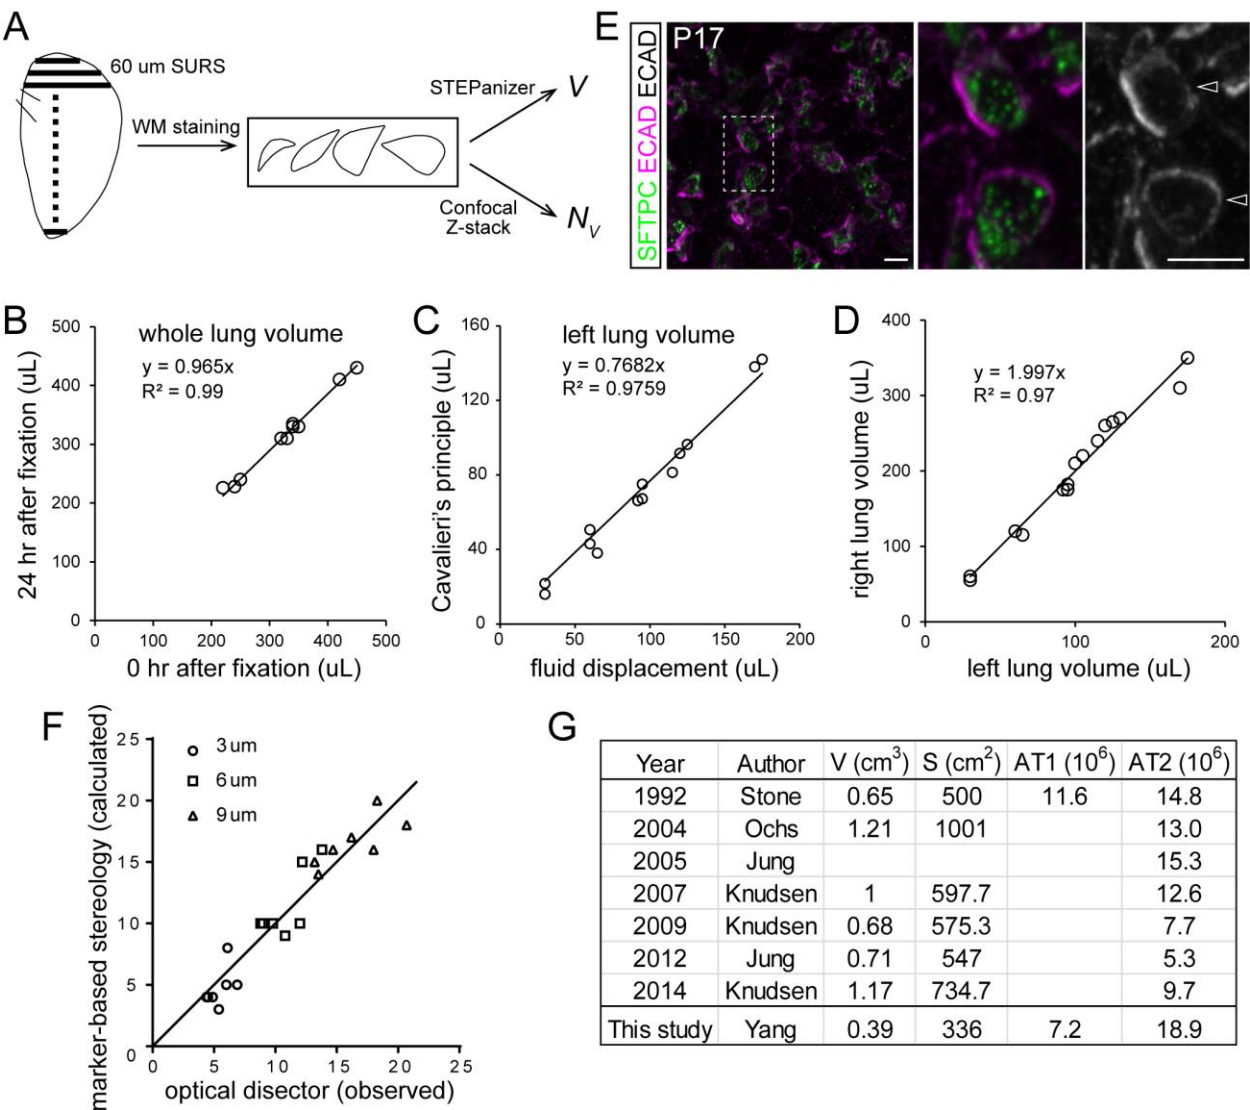 A
60 um SURS
WM staining
STEPanizer
V
Confocal
Z-stack
N_V
E
SFTPC ECAD ECAD
P17
B
whole lung volume
y = 0.965x
R² = 0.99
24 hr after fixation (uL)
500
400
300
200
100
0
0 100 200 300 400 500
0 hr after fixation (uL)
C
left lung volume
y = 0.7682x
R² = 0.9759
Cavalieri's principle (uL)
160
120
80
40
0
0 50 100 150 200
fluid displacement (uL)
D
y = 1.997x
R² = 0.97
right lung volume (uL)
400
300
200
100
0
0 100 200
left lung volume (uL)
F
3 um
6 um
9 um
marker-based stereology (calculated)
25
20
15
10
5
0
0 5 10 15 20 25
optical disector (observed)
G
Year Author V (cm³) S (cm²) AT1 (10⁶) AT2 (10⁶)
1992 Stone 0.65 500 11.6 14.8
2004 Ochs 1.21 1001 13.0
2005 Jung 15.3
2007 Knudsen 1 597.7 12.6
2009 Knudsen 0.68 575.3 7.7
2012 Jung 0.71 547 5.3
2014 Knudsen 1.17 734.7 9.7
This study Yang 0.39 336 7.2 18.9